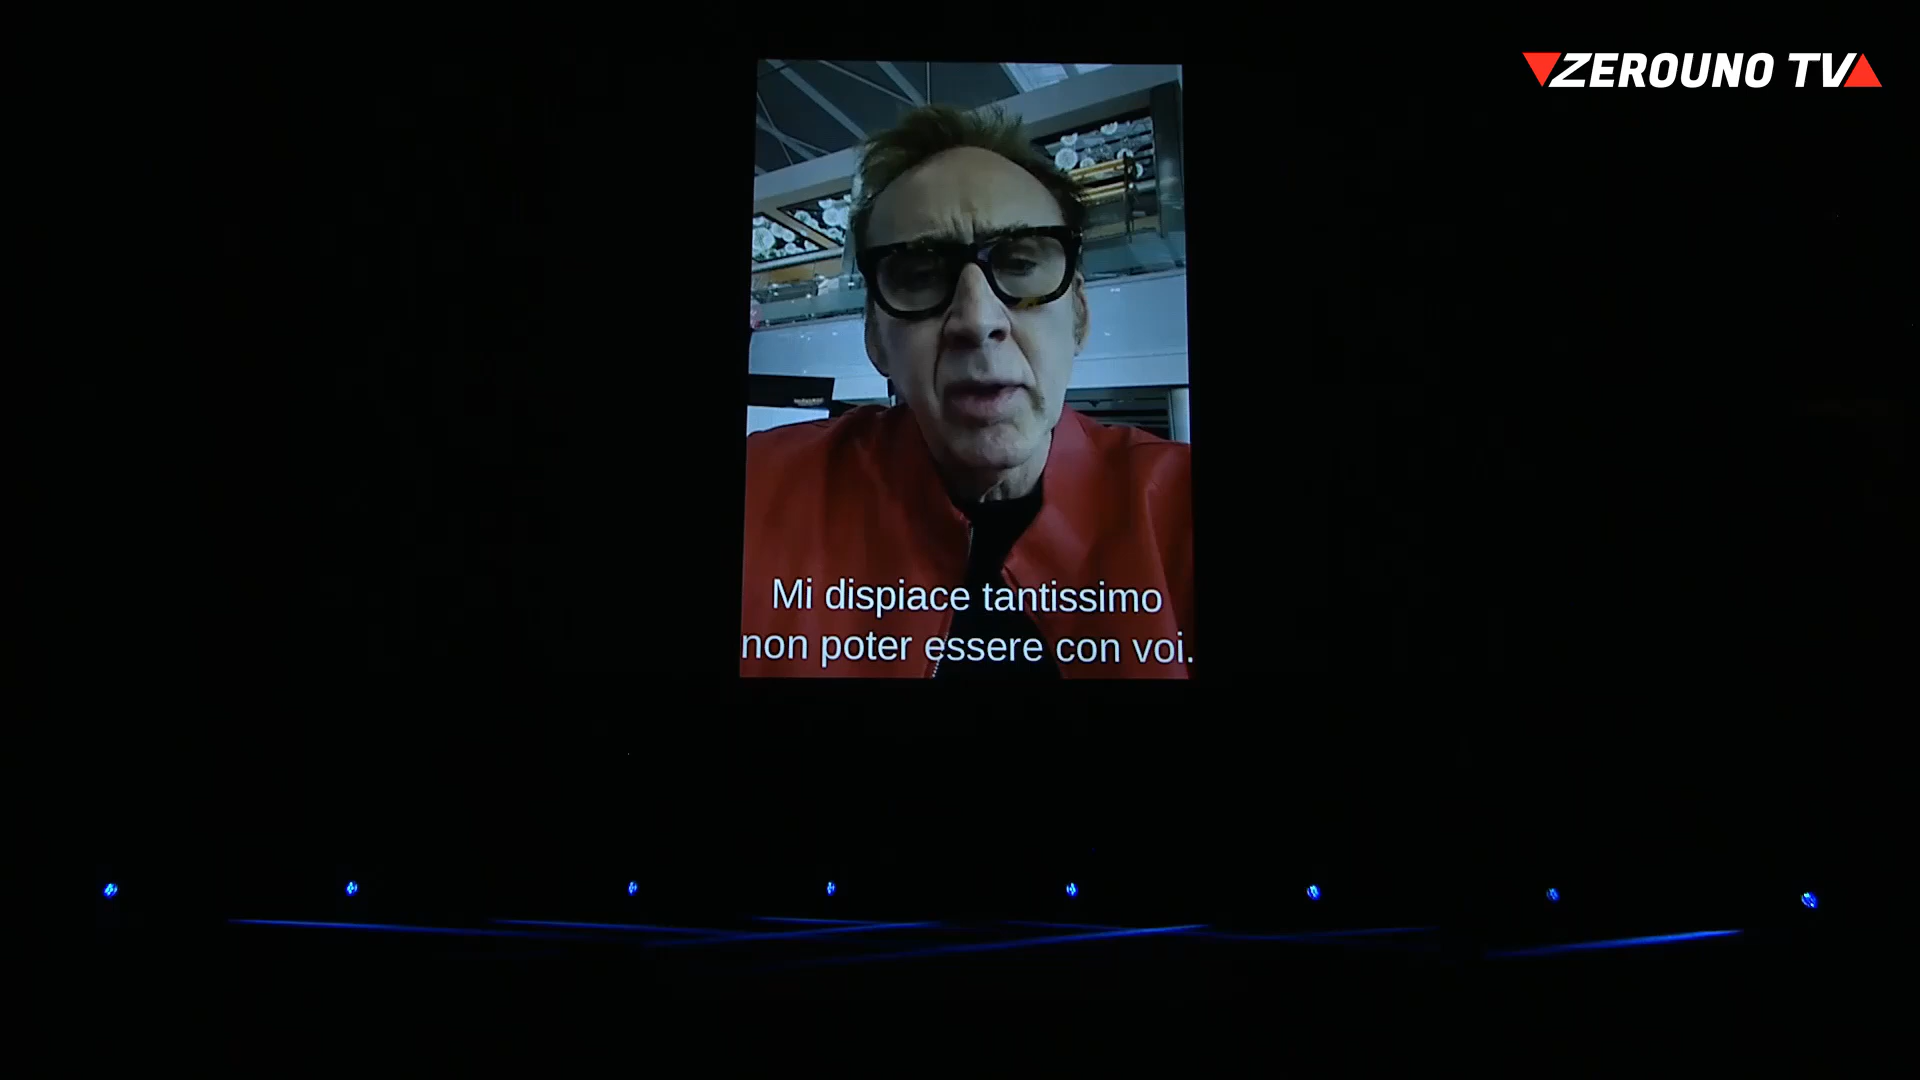 ZEROUNO TV
Mi dispiace tantissimo
non poter essere con voi.